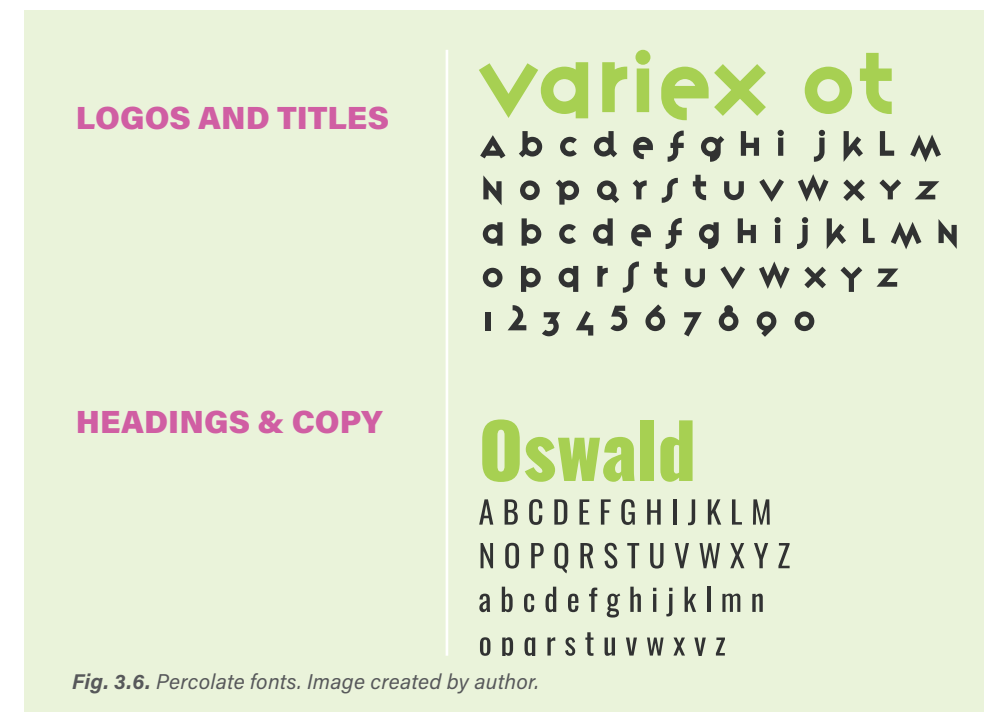 LOGOS AND TITLES
variex ot
A b c d e f g H i j k L M
N o p Q r s t u v w x Y z
a b c d e f g H i j k L M N
o p q r s t u v w x Y z
1 2 3 4 5 6 7 8 9 0
HEADINGS & COPY
Oswald
A B C D E F G H I J K L M
N O P Q R S T U V W X Y Z
a b c d e f g h i j k l m n
o p q r s t u v w x y z
Fig. 3.6. Percolate fonts. Image created by author.